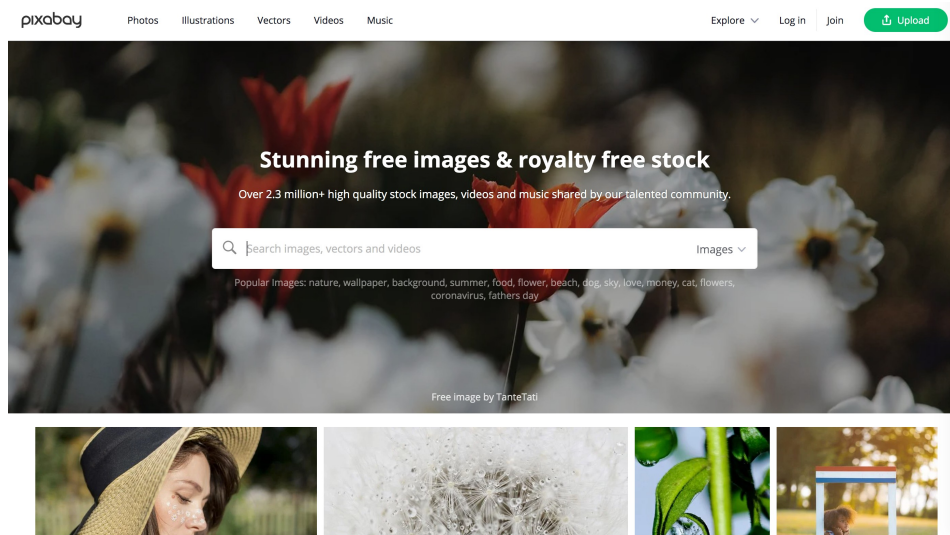 pixabay
Photos
Illustrations
Vectors
Videos
Music
Explore
Log in
Join
Upload
Stunning free images & royalty free stock
Over 2.3 million+ high quality stock images, videos and music shared by our talented community.
Search images, vectors and videos
Images
Popular Images: nature, wallpaper, background, summer, food, flower, beach, dog, sky, love, money, cat, flowers,
coronavirus, fathers day
Free image by TanteTati